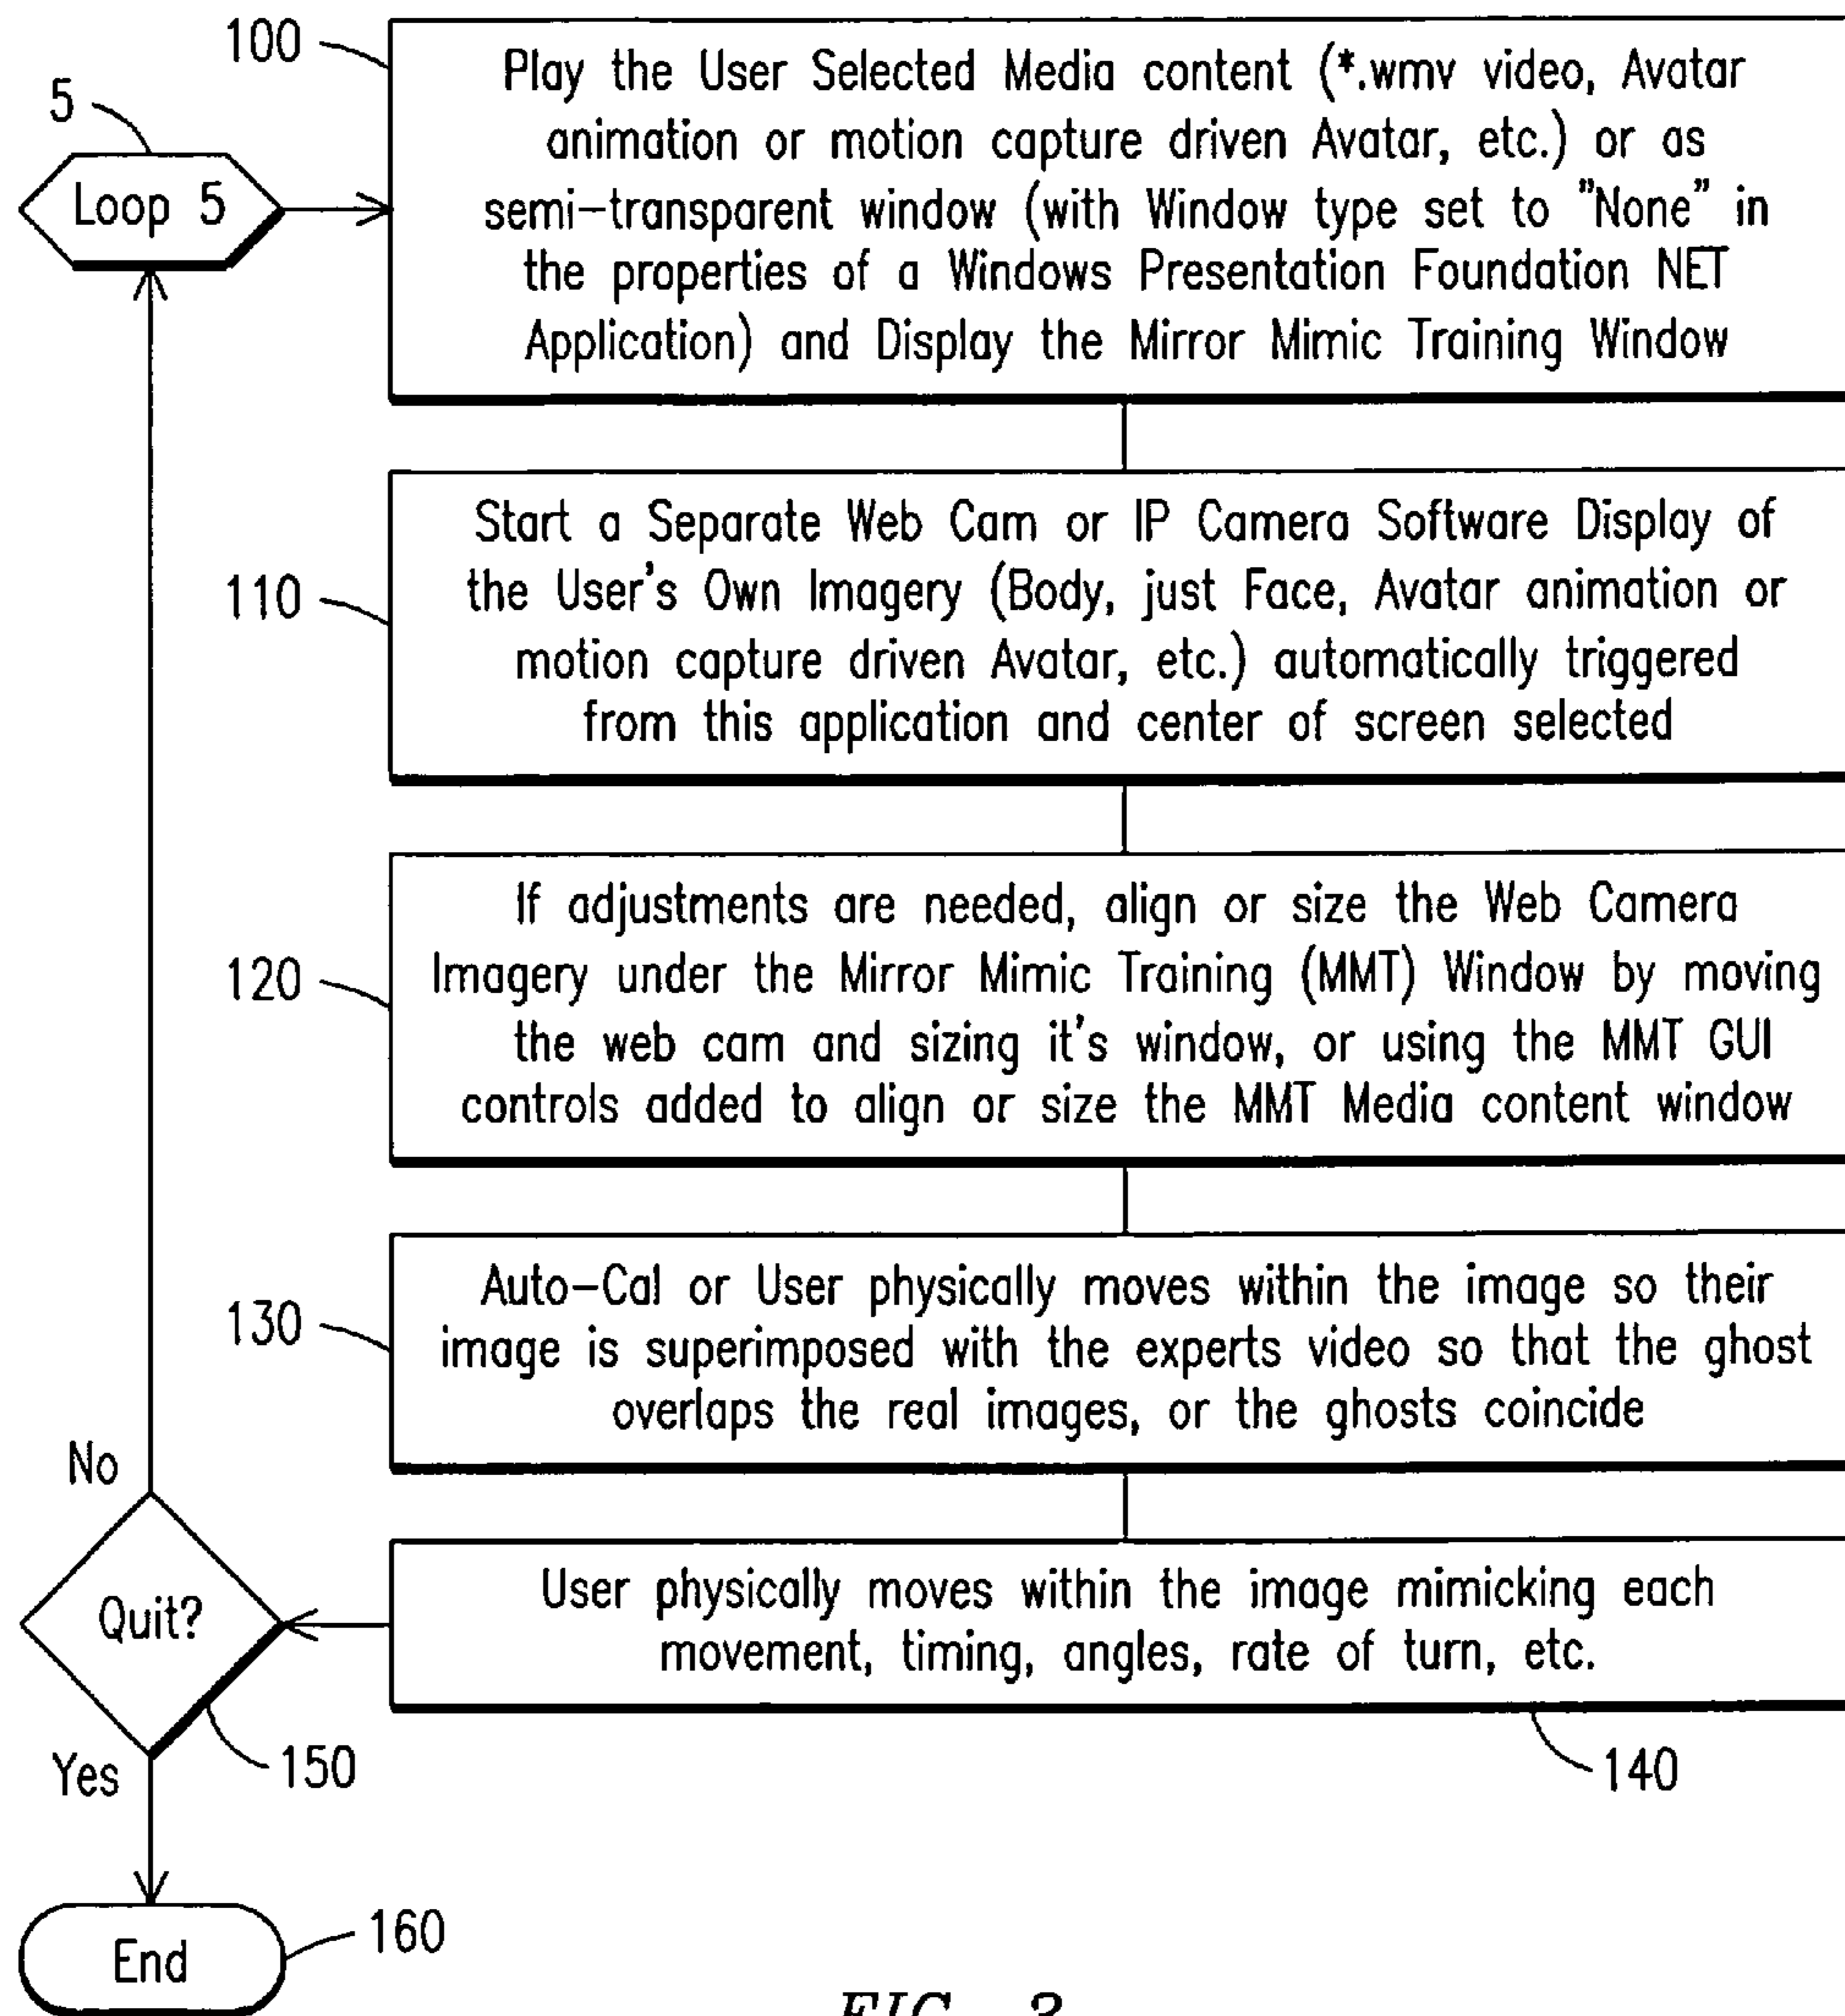 100
Play the User Selected Media content (*.wmv video, Avatar
animation or motion capture driven Avatar, etc.) or as
semi-transparent window (with Window type set to "None" in
the properties of a Windows Presentation Foundation NET
Application) and Display the Mirror Mimic Training Window
5
Loop 5
110
Start a Separate Web Cam or IP Camera Software Display of
the User's Own Imagery (Body, just Face, Avatar animation or
motion capture driven Avatar, etc.) automatically triggered
from this application and center of screen selected
120
If adjustments are needed, align or size the Web Camera
Imagery under the Mirror Mimic Training (MMT) Window by moving
the web cam and sizing it's window, or using the MMT GUI
controls added to align or size the MMT Media content window
130
Auto-Cal or User physically moves within the image so their
image is superimposed with the experts video so that the ghost
overlaps the real images, or the ghosts coincide
User physically moves within the image mimicking each
movement, timing, angles, rate of turn, etc.
140
No
Quit?
150
Yes
End
160
FIG. 3